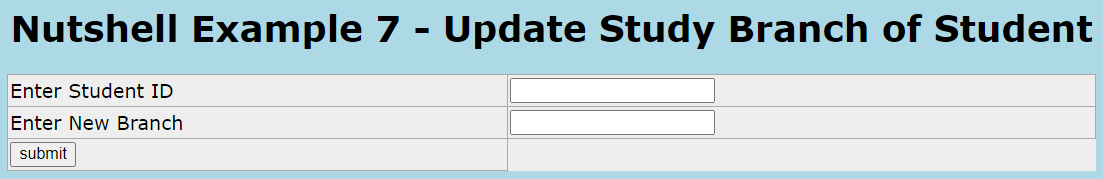 Nutshell Example 7 - Update Study Branch of Student
Enter Student ID
Enter New Branch
submit